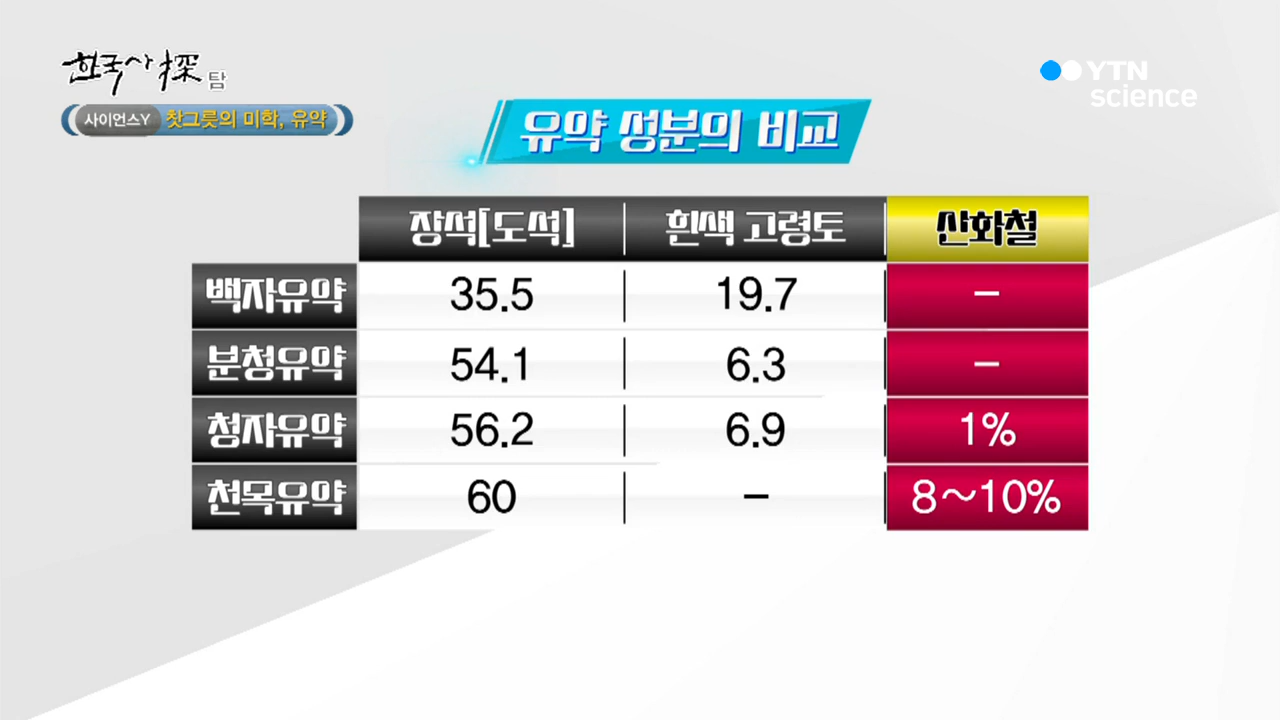 한국사 探 탐
사이언스Y 찻그릇의 미학, 유약
YTN
science
유약 성분의 비교
장석[도석] 흰색 고령토 산화철
백자유약 35.5 19.7 –
분청유약 54.1 6.3 –
청자유약 56.2 6.9 1%
천목유약 60 – 8~10%